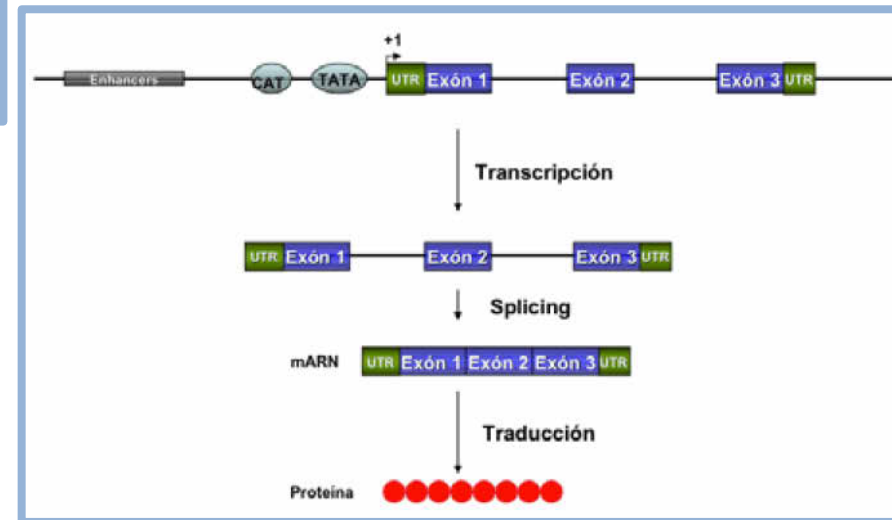 +1
Enhancers CAT TATA UTR Exón 1 Exón 2 Exón 3 UTR
Transcripción
UTR Exón 1 Exón 2 Exón 3 UTR
Splicing
mARN UTR Exón 1 Exón 2 Exón 3 UTR
Traducción
Proteína